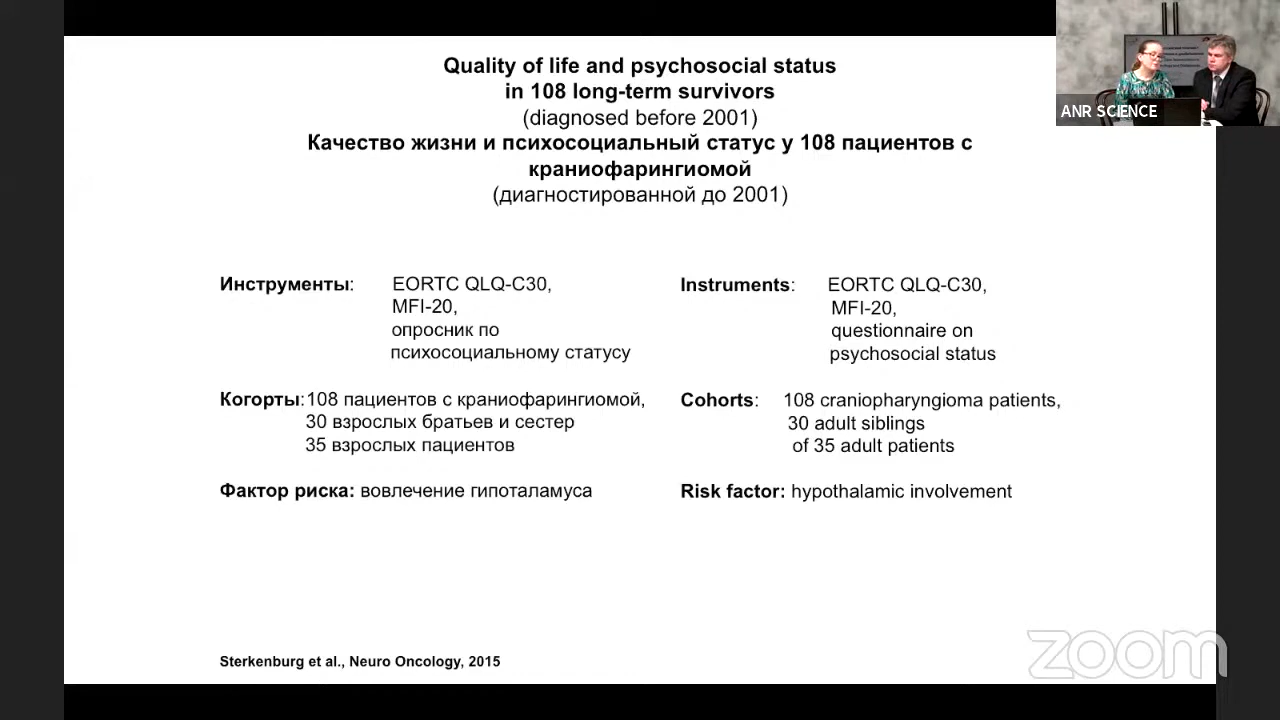 Quality of life and psychosocial status
in 108 long-term survivors
(diagnosed before 2001)
Качество жизни и психосоциальный статус у 108 пациентов с
краниофарингиомой
(диагностированной до 2001)
Инструменты: EORTC QLQ-C30,
MFI-20,
опросник по
психосоциальному статусу
Когорты: 108 пациентов с краниофарингиомой,
30 взрослых братьев и сестер
35 взрослых пациентов
Фактор риска: вовлечение гипоталамуса
Instruments: EORTC QLQ-C30,
MFI-20,
questionnaire on
psychosocial status
Cohorts: 108 craniopharyngioma patients,
30 adult siblings
of 35 adult patients
Risk factor: hypothalamic involvement
Sterkenburg et al., Neuro Oncology, 2015
ANR SCIENCE
zoom